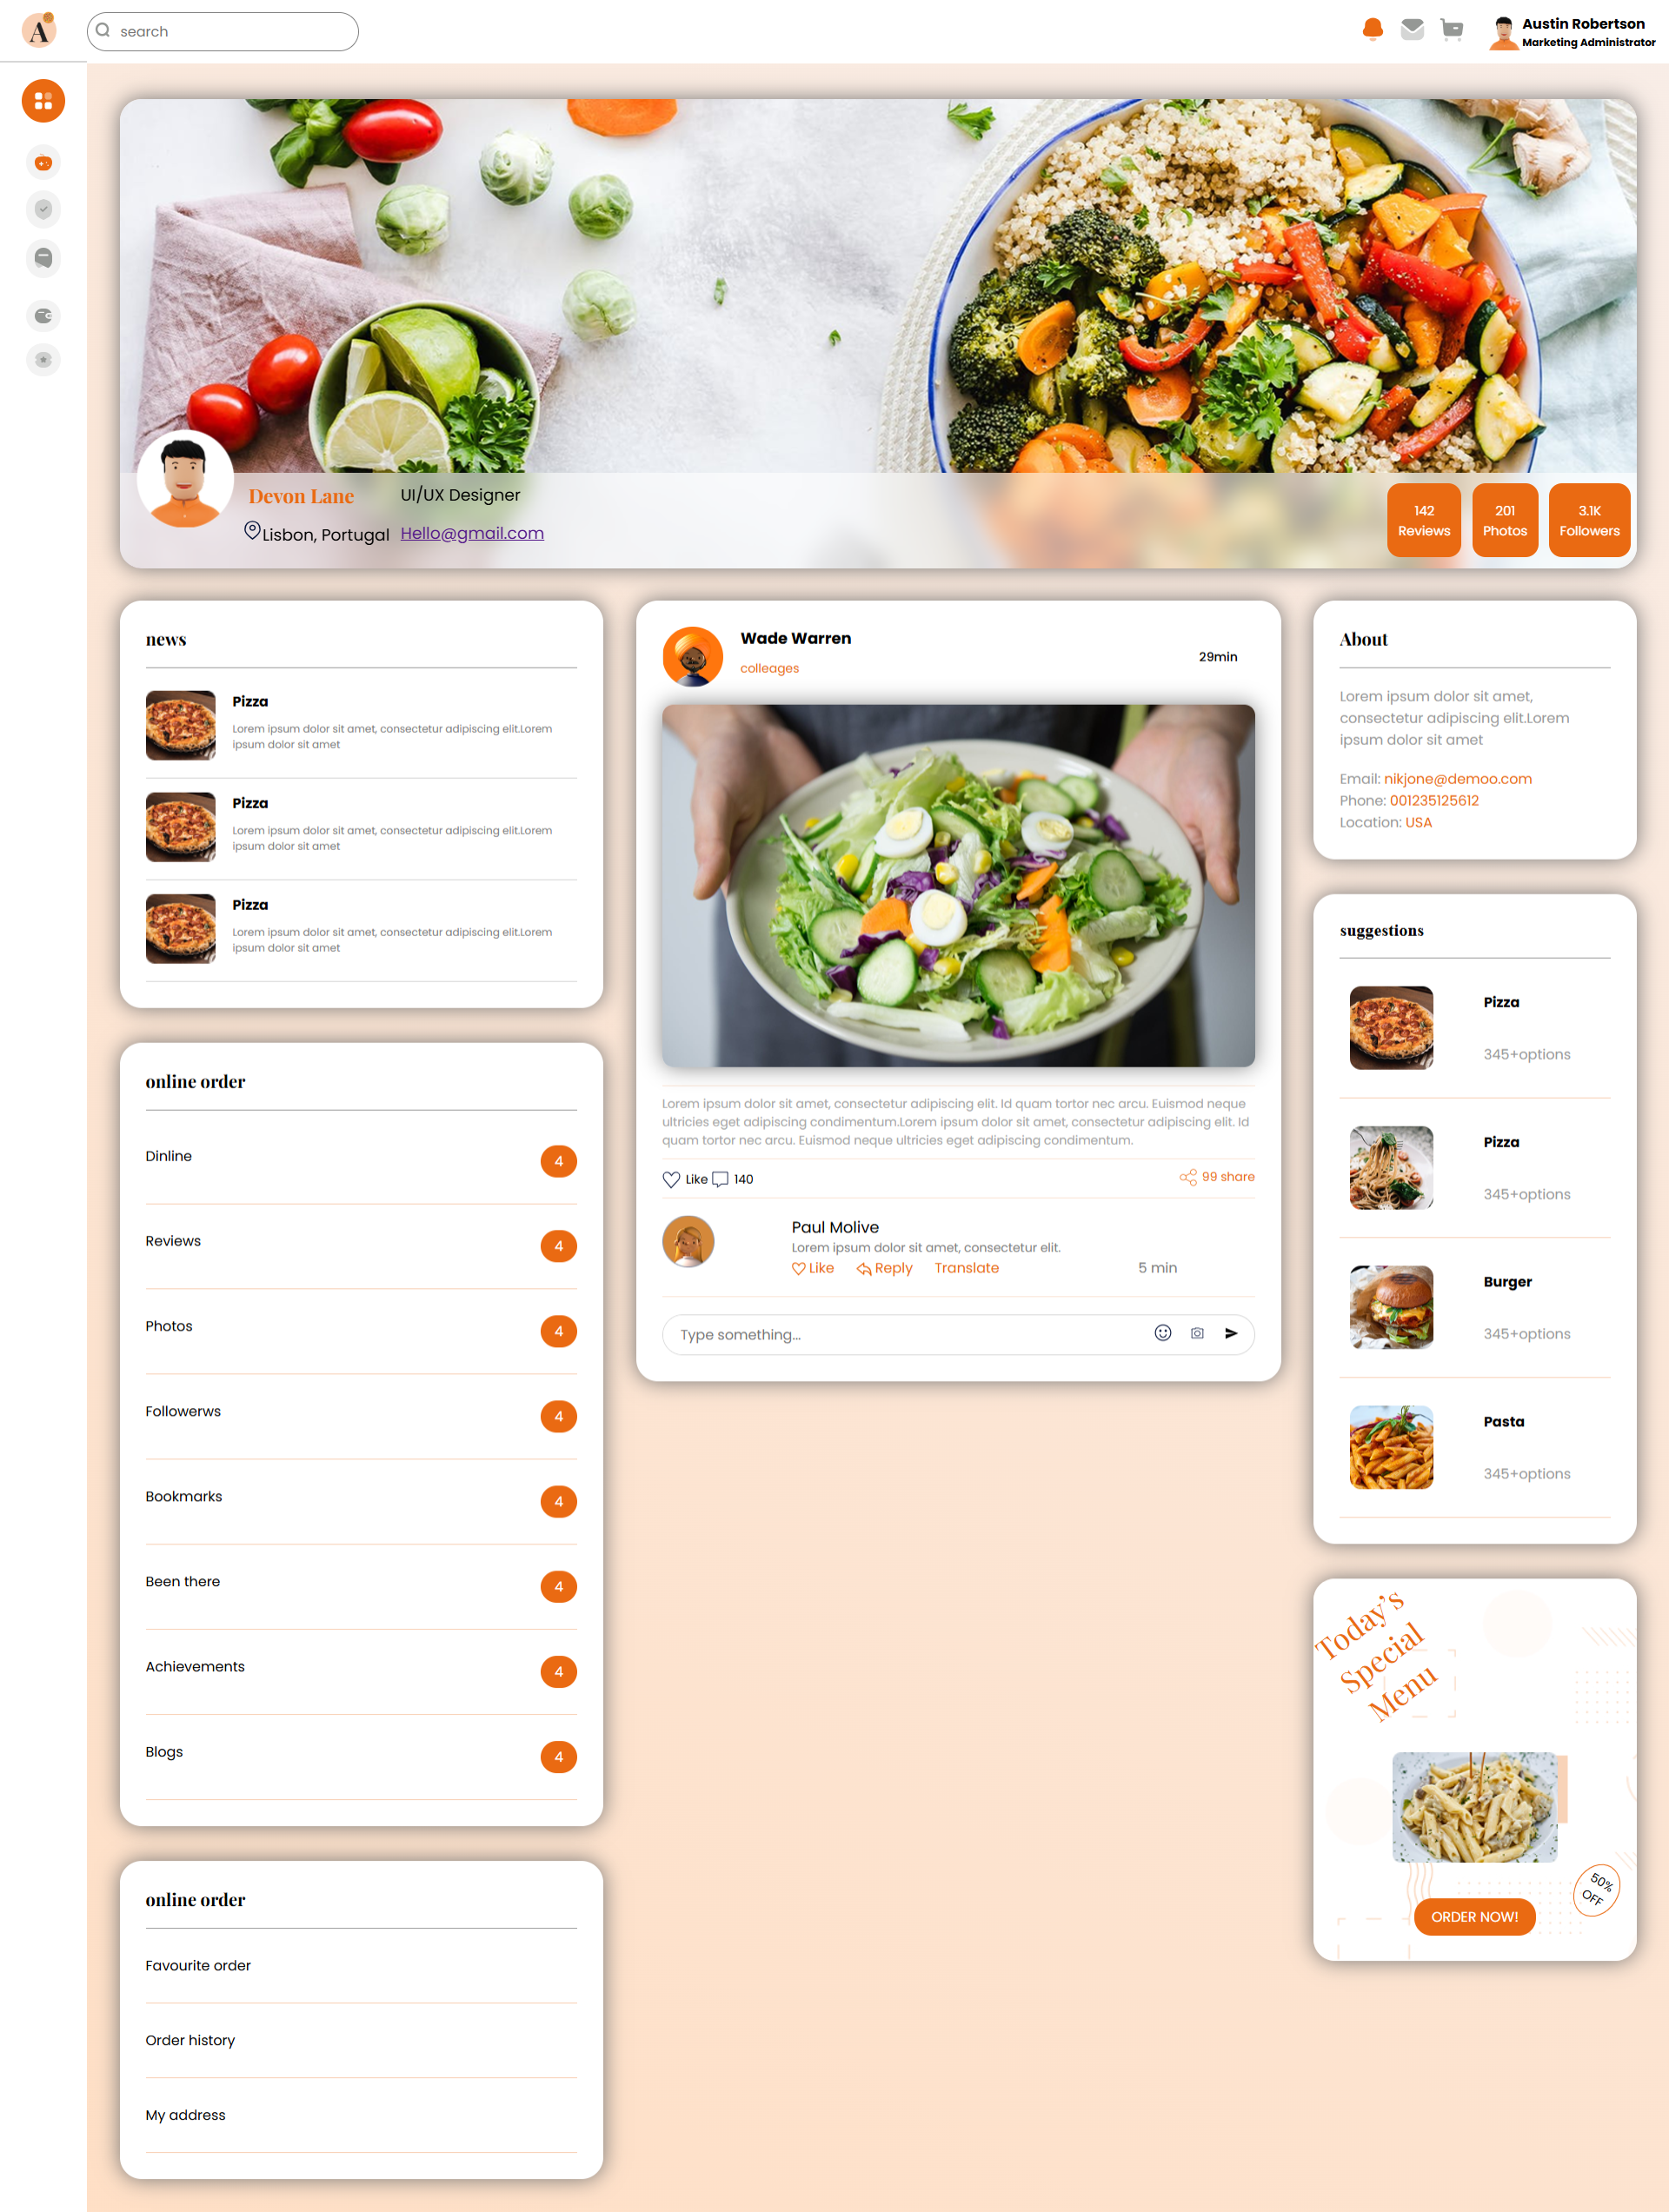 A
search
Austin Robertson
Marketing Administrator
Devon Lane
UI/UX Designer
Lisbon, Portugal
Hello@gmail.com
142
Reviews
201
Photos
3.1K
Followers
news
Pizza
Lorem ipsum dolor sit amet, consectetur adipiscing elit.Lorem
ipsum dolor sit amet
Pizza
Lorem ipsum dolor sit amet, consectetur adipiscing elit.Lorem
ipsum dolor sit amet
Pizza
Lorem ipsum dolor sit amet, consectetur adipiscing elit.Lorem
ipsum dolor sit amet
online order
Dinline
4
Reviews
4
Photos
4
Followerws
4
Bookmarks
4
Been there
4
Achievements
4
Blogs
4
online order
Favourite order
Order history
My address
Wade Warren
colleages
29min
Lorem ipsum dolor sit amet, consectetur adipiscing elit. Id quam tortor nec arcu. Euismod neque
ultricies eget adipiscing condimentum.Lorem ipsum dolor sit amet, consectetur adipiscing elit. Id
quam tortor nec arcu. Euismod neque ultricies eget adipiscing condimentum.
Like 140
99 share
Paul Molive
Lorem ipsum dolor sit amet, consectetur elit.
Like Reply Translate 5 min
Type something...
About
Lorem ipsum dolor sit amet,
consectetur adipiscing elit.Lorem
ipsum dolor sit amet
Email: nikjone@demoo.com
Phone: 001235125612
Location: USA
suggestions
Pizza
345+options
Pizza
345+options
Burger
345+options
Pasta
345+options
Today's
Special
Menu
50%
OFF
ORDER NOW!